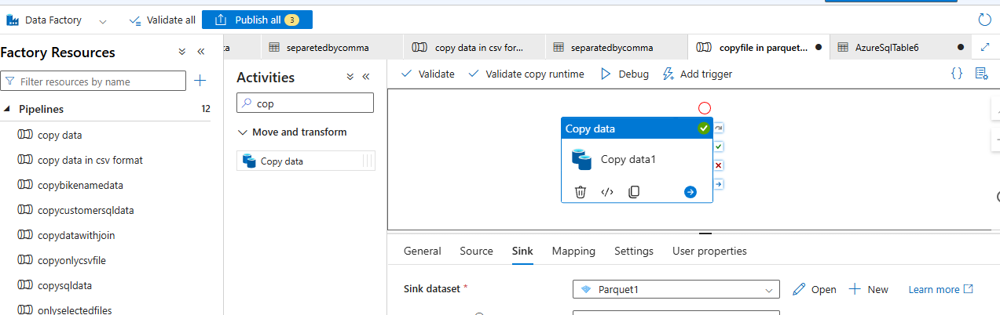 Data Factory
Validate all
Publish all 3
Factory Resources
Filter resources by name
Pipelines 12
copy data
copy data in csv format
copybikenamedata
copycustomersqldata
copydatawithjoin
copyonlycsvfile
copysqldata
onlyselectedfiles
ta
separetedbycomma
copy data in csv for...
separatedbycomma
copyfile in parquet...
AzureSqlTable6
Activities
cop
Move and transform
Copy data
Validate
Validate copy runtime
Debug
Add trigger
{}
Copy data
Copy data1
General
Source
Sink
Mapping
Settings
User properties
Sink dataset *
Parquet1
Open
New
Learn more